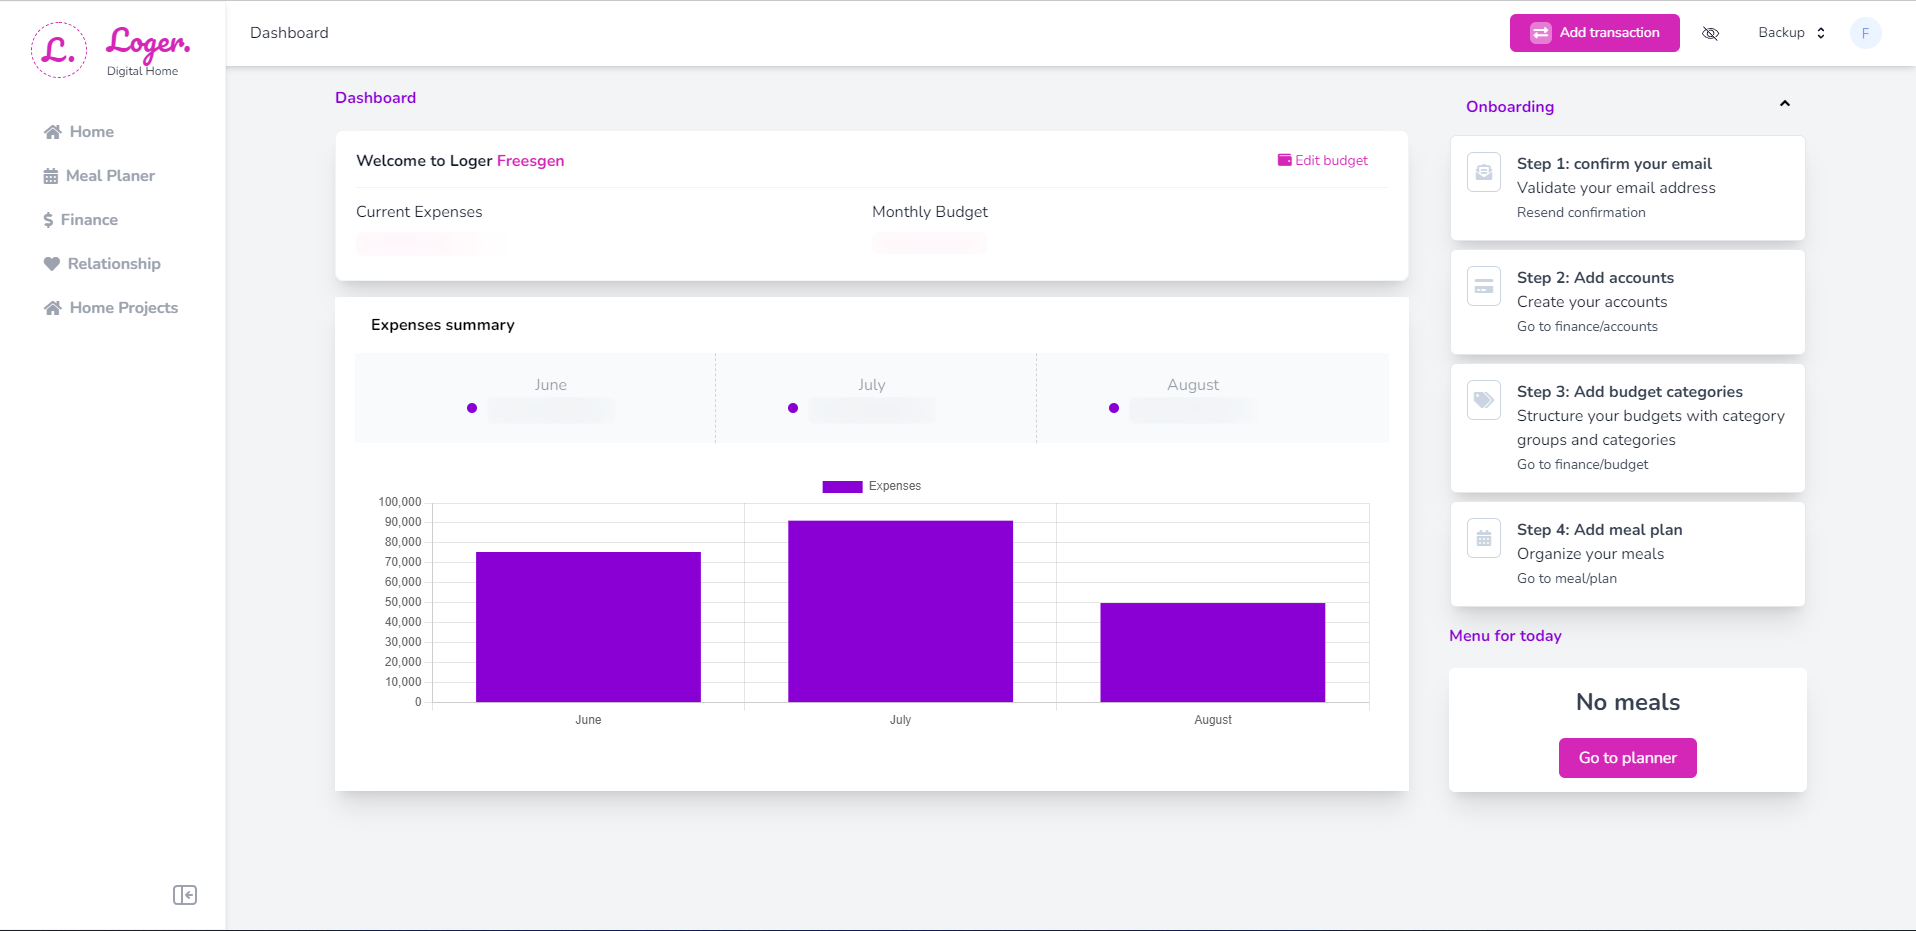 L.
Loger.
Digital Home
Home
Meal Planer
Finance
Relationship
Home Projects
Dashboard
Add transaction
Backup
F
Dashboard
Welcome to Loger Freesgen
Edit budget
Current Expenses
Monthly Budget
Expenses summary
June
July
August
Expenses
100,000
90,000
80,000
70,000
60,000
50,000
40,000
30,000
20,000
10,000
0
June
July
August
Onboarding
Step 1: confirm your email
Validate your email address
Resend confirmation
Step 2: Add accounts
Create your accounts
Go to finance/accounts
Step 3: Add budget categories
Structure your budgets with category
groups and categories
Go to finance/budget
Step 4: Add meal plan
Organize your meals
Go to meal/plan
Menu for today
No meals
Go to planner